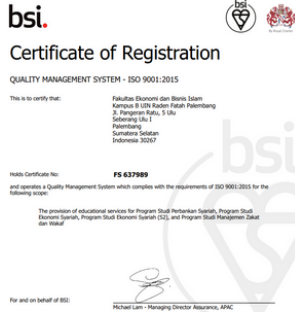 bsi.
By Royal Charter
Certificate of Registration
QUALITY MANAGEMENT SYSTEM - ISO 9001:2015
This is to certify that:
Fakultas Ekonomi dan Bisnis Islam
Kampus B UIN Raden Fatah Palembang
Jl. Pangeran Ratu, 5 Ulu
Seberang Ulu I
Palembang
Sumatera Selatan
Indonesia 30267
Holds Certificate No:
FS 637989
and operates a Quality Management System which complies with the requirements of ISO 9001:2015 for the
following scope:
The provision of educational services for Program Studi Perbankan Syariah, Program Studi
Ekonomi Syariah, Program Studi Ekonomi Syariah (S2), and Program Studi Manajemen Zakat
dan Wakaf
For and on behalf of BSI:
Michael Lam - Managing Director Assurance, APAC
bsi